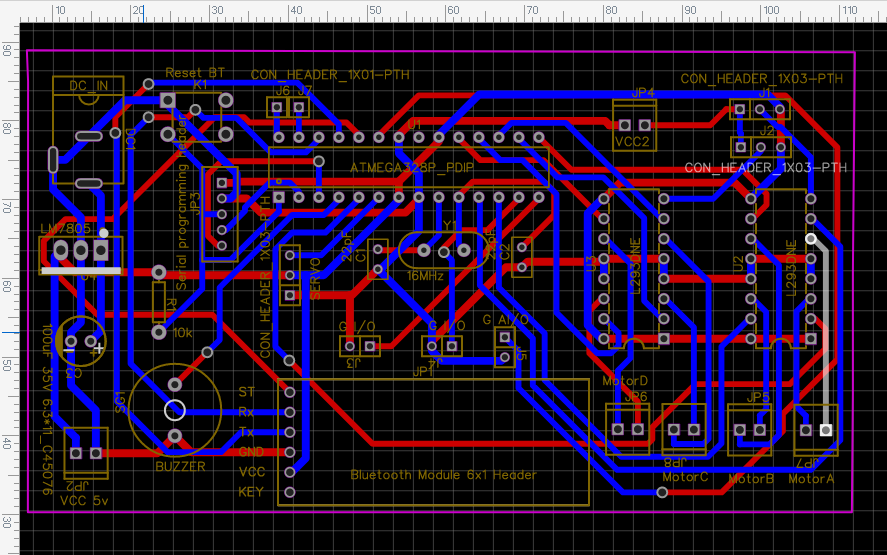 10 20 30 40 50 60 70 80 90 100 110
90
80
70
60
50
40
30
DC_IN
DC1
Reset BT
K1
CON_HEADER_1X01-PTH
J6 J7
U1
ATMEGA328P_PDIP
JP4
VCC2
CON_HEADER_1X03-PTH
J1
J2
CON_HEADER_1X03-PTH
Serial programming header
JP3
LM7805
U4
R1
10k
CON_HEADER_1X03-PTH
SERVO
22pF
C1
Y1
16MHz
22pF
C2
U3
L293DNE
U2
L293DNE
100uF 35V 6.3*11_C45076
C3
G I/O
J3
G I/O
J4
JP1
G AI/O
J5
SG1
BUZZER
ST
Rx
Tx
GND
VCC
KEY
Bluetooth Module 6x1 Header
JP2
VCC 5v
MotorD
JP6
JP8
MotorC
JP5
MotorB
JP7
MotorA